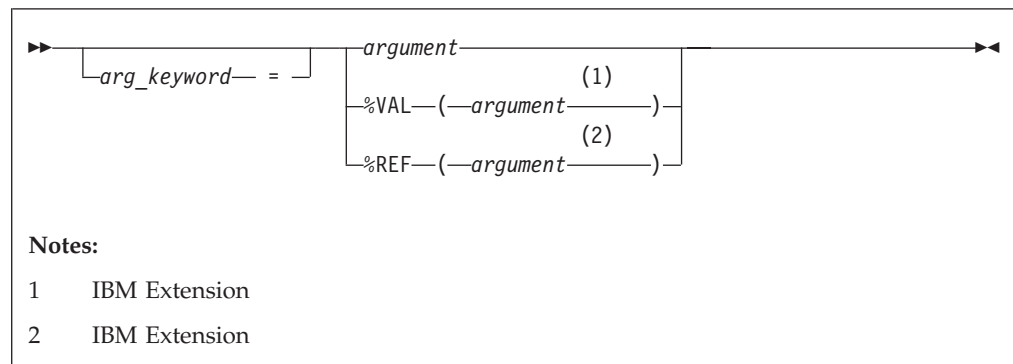 argument
arg_keyword =
(1)
%VAL ( argument )
(2)
%REF ( argument )
Notes:
1 IBM Extension
2 IBM Extension